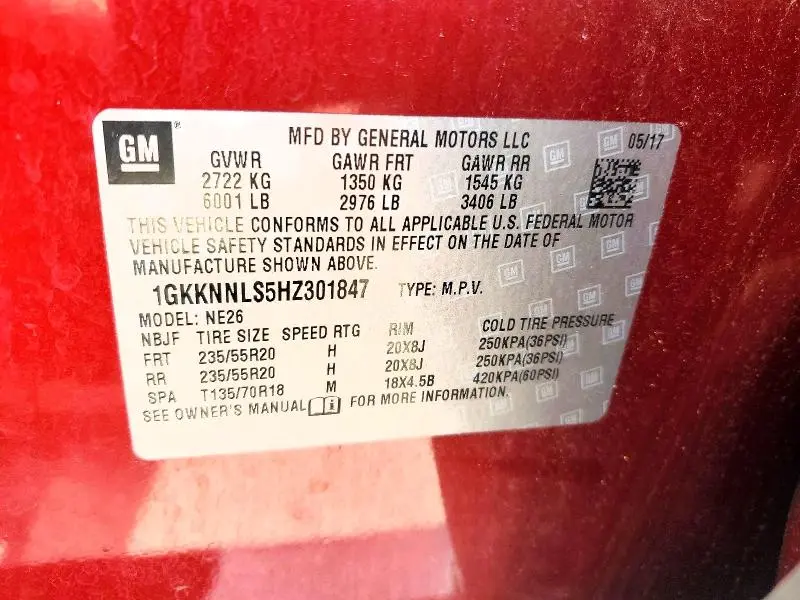 GM MFD BY GENERAL MOTORS LLC 05/17
GVWR GAWR FRT GAWR RR
2722 KG 1350 KG 1545 KG
6001 LB 2976 LB 3406 LB
THIS VEHICLE CONFORMS TO ALL APPLICABLE U.S. FEDERAL MOTOR
VEHICLE SAFETY STANDARDS IN EFFECT ON THE DATE OF
MANUFACTURE SHOWN ABOVE.
1GKKNNLS5HZ301847 TYPE: M.P.V.
MODEL: NE26
NBJF TIRE SIZE SPEED RTG RIM COLD TIRE PRESSURE
FRT 235/55R20 H 20X8J 250KPA(36PSI)
RR 235/55R20 H 20X8J 250KPA(36PSI)
SPA T135/70R18 M 18X4.5B 420KPA(60PSI)
SEE OWNER'S MANUAL i FOR MORE INFORMATION.